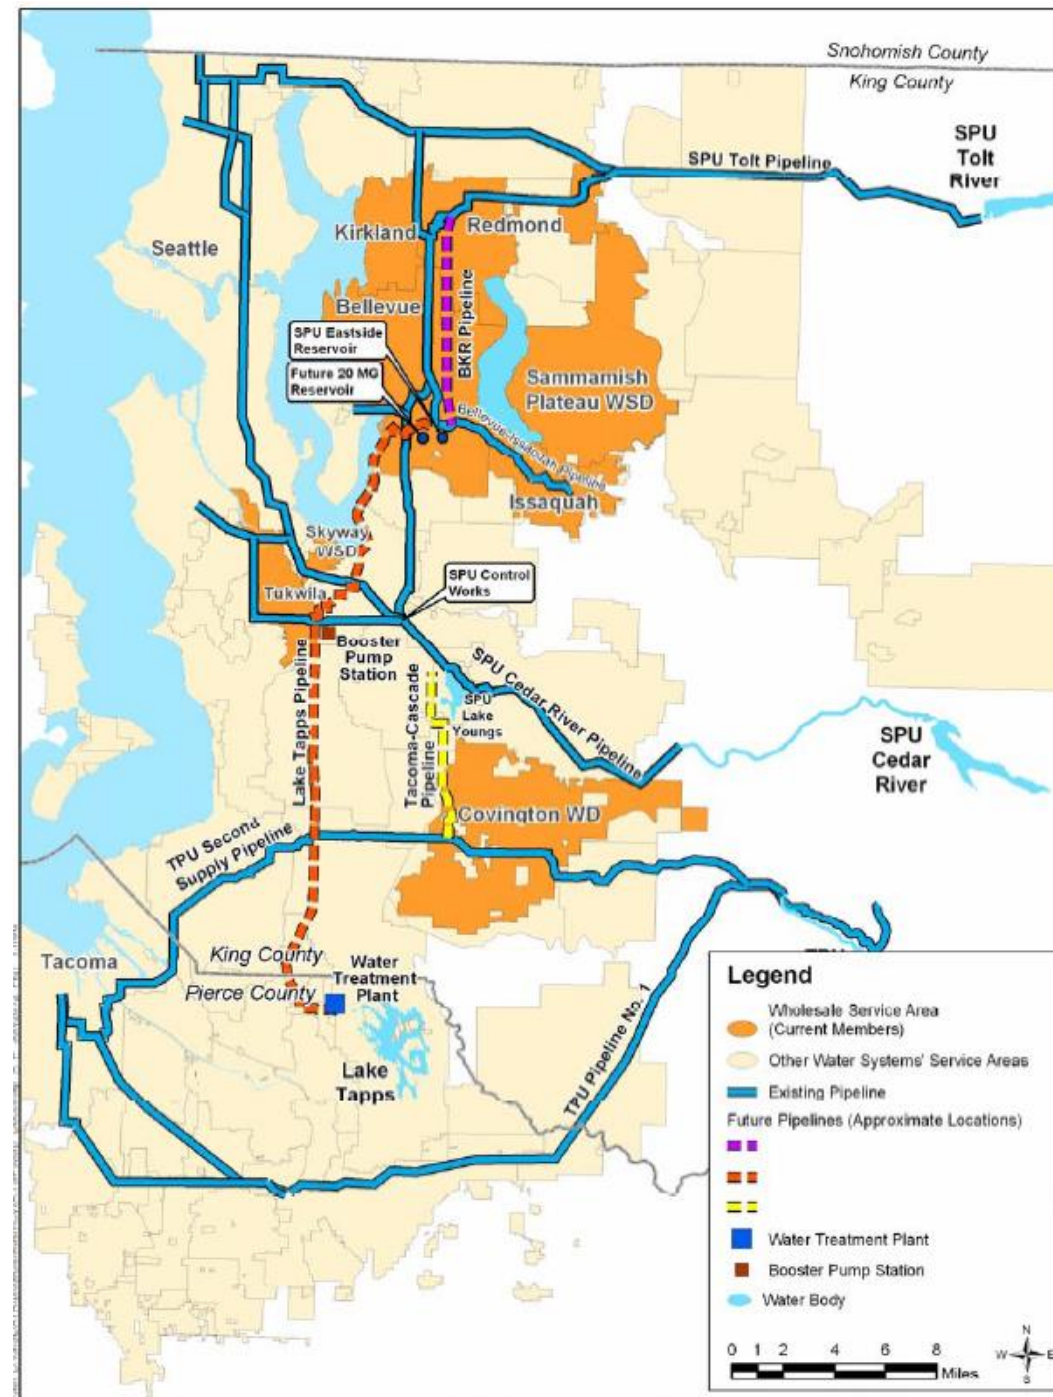 Snohomish County
King County
SPU
Tolt
River
SPU Tolt Pipeline
Seattle
Kirkland
Redmond
BKR Pipeline
Bellevue
SPU Eastside
Reservoir
Future 20 MG
Reservoir
Sammamish
Plateau WSD
Bellevue-Issaquah Pipeline
Issaquah
Skyway
WSD
SPU Control
Works
Tukwila
Booster
Pump
Station
Lake Tapps Pipeline
Tacoma-Cascade
Pipeline
SPU Cedar River Pipeline
SPU
Lake
Youngs
SPU
Cedar
River
Covington WD
TPU Second
Supply Pipeline
King County
Pierce County
Tacoma
Water
Treatment
Plant
Lake
Tapps
TPU Pipeline No. 1
Legend
Wholesale Service Area
(Current Members)
Other Water Systems' Service Areas
Existing Pipeline
Future Pipelines (Approximate Locations)
Water Treatment Plant
Booster Pump Station
Water Body
0 1 2 4 6 8
Miles
N
W E
S